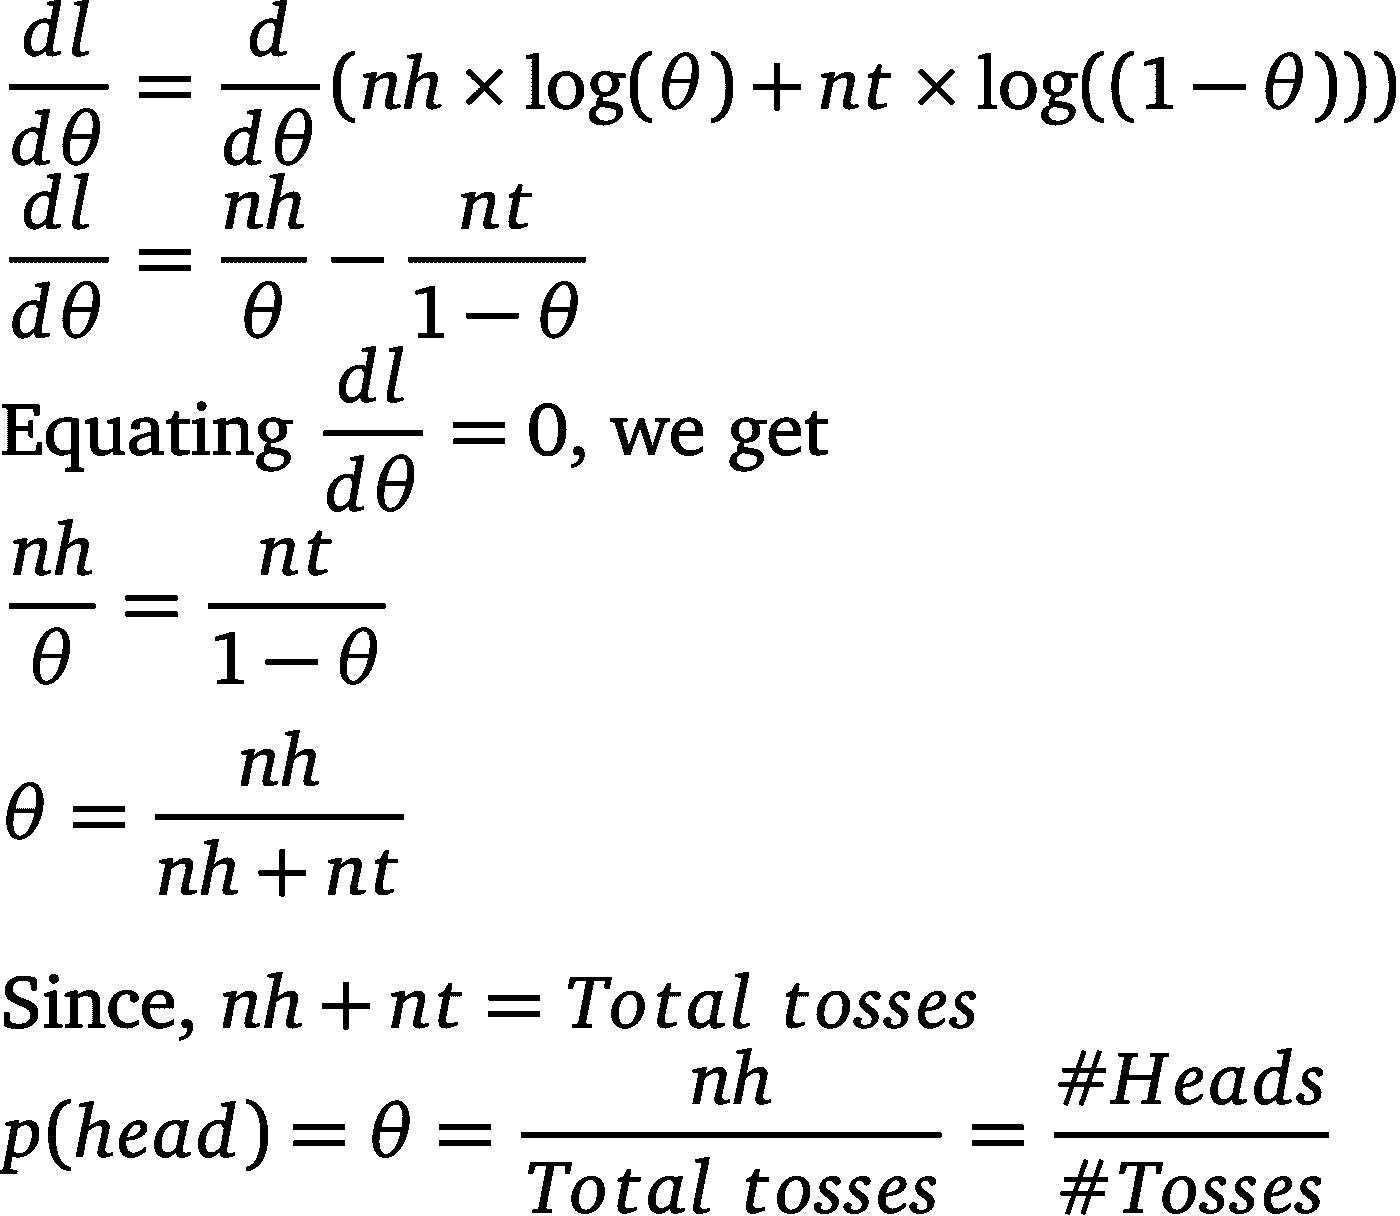 dl/dθ = d/dθ (nh × log(θ) + nt × log((1 − θ)))
dl/dθ = nh/θ − nt/(1 − θ)
Equating dl/dθ = 0, we get
nh/θ = nt/(1 − θ)
θ = nh/(nh + nt)
Since, nh + nt = Total tosses
p(head) = θ = nh/Total tosses = #Heads/#Tosses